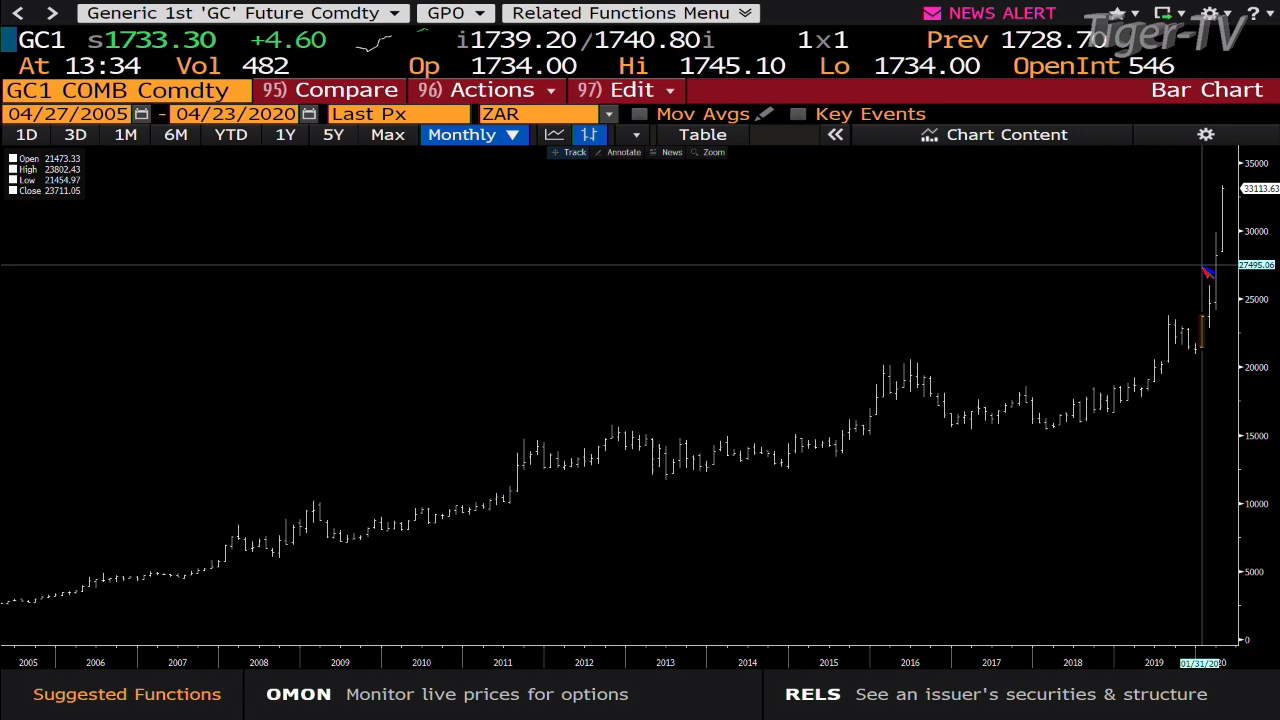 Generic 1st 'GC' Future Comdty GPO Related Functions Menu NEWS ALERT ?
Tiger-TV
GC1 s1733.30 +4.60 i1739.20/1740.80i 1x1 Prev 1728.70
At 13:34 Vol 482 Op 1734.00 Hi 1745.10 Lo 1734.00 OpenInt 546
GC1 COMB Comdty 95) Compare 96) Actions 97) Edit Bar Chart
04/27/2005 - 04/23/2020 Last Px ZAR Mov Avgs Key Events
1D 3D 1M 6M YTD 1Y 5Y Max Monthly Table Chart Content
Track Annotate News Zoom
Open 21473.33
High 23802.43
Low 21454.97
Close 23711.05
35000
33113.63
30000
27495.06
25000
20000
15000
10000
5000
0
2005 2006 2007 2008 2009 2010 2011 2012 2013 2014 2015 2016 2017 2018 2019 01/31/2020
Suggested Functions OMON Monitor live prices for options RELS See an issuer's securities & structure